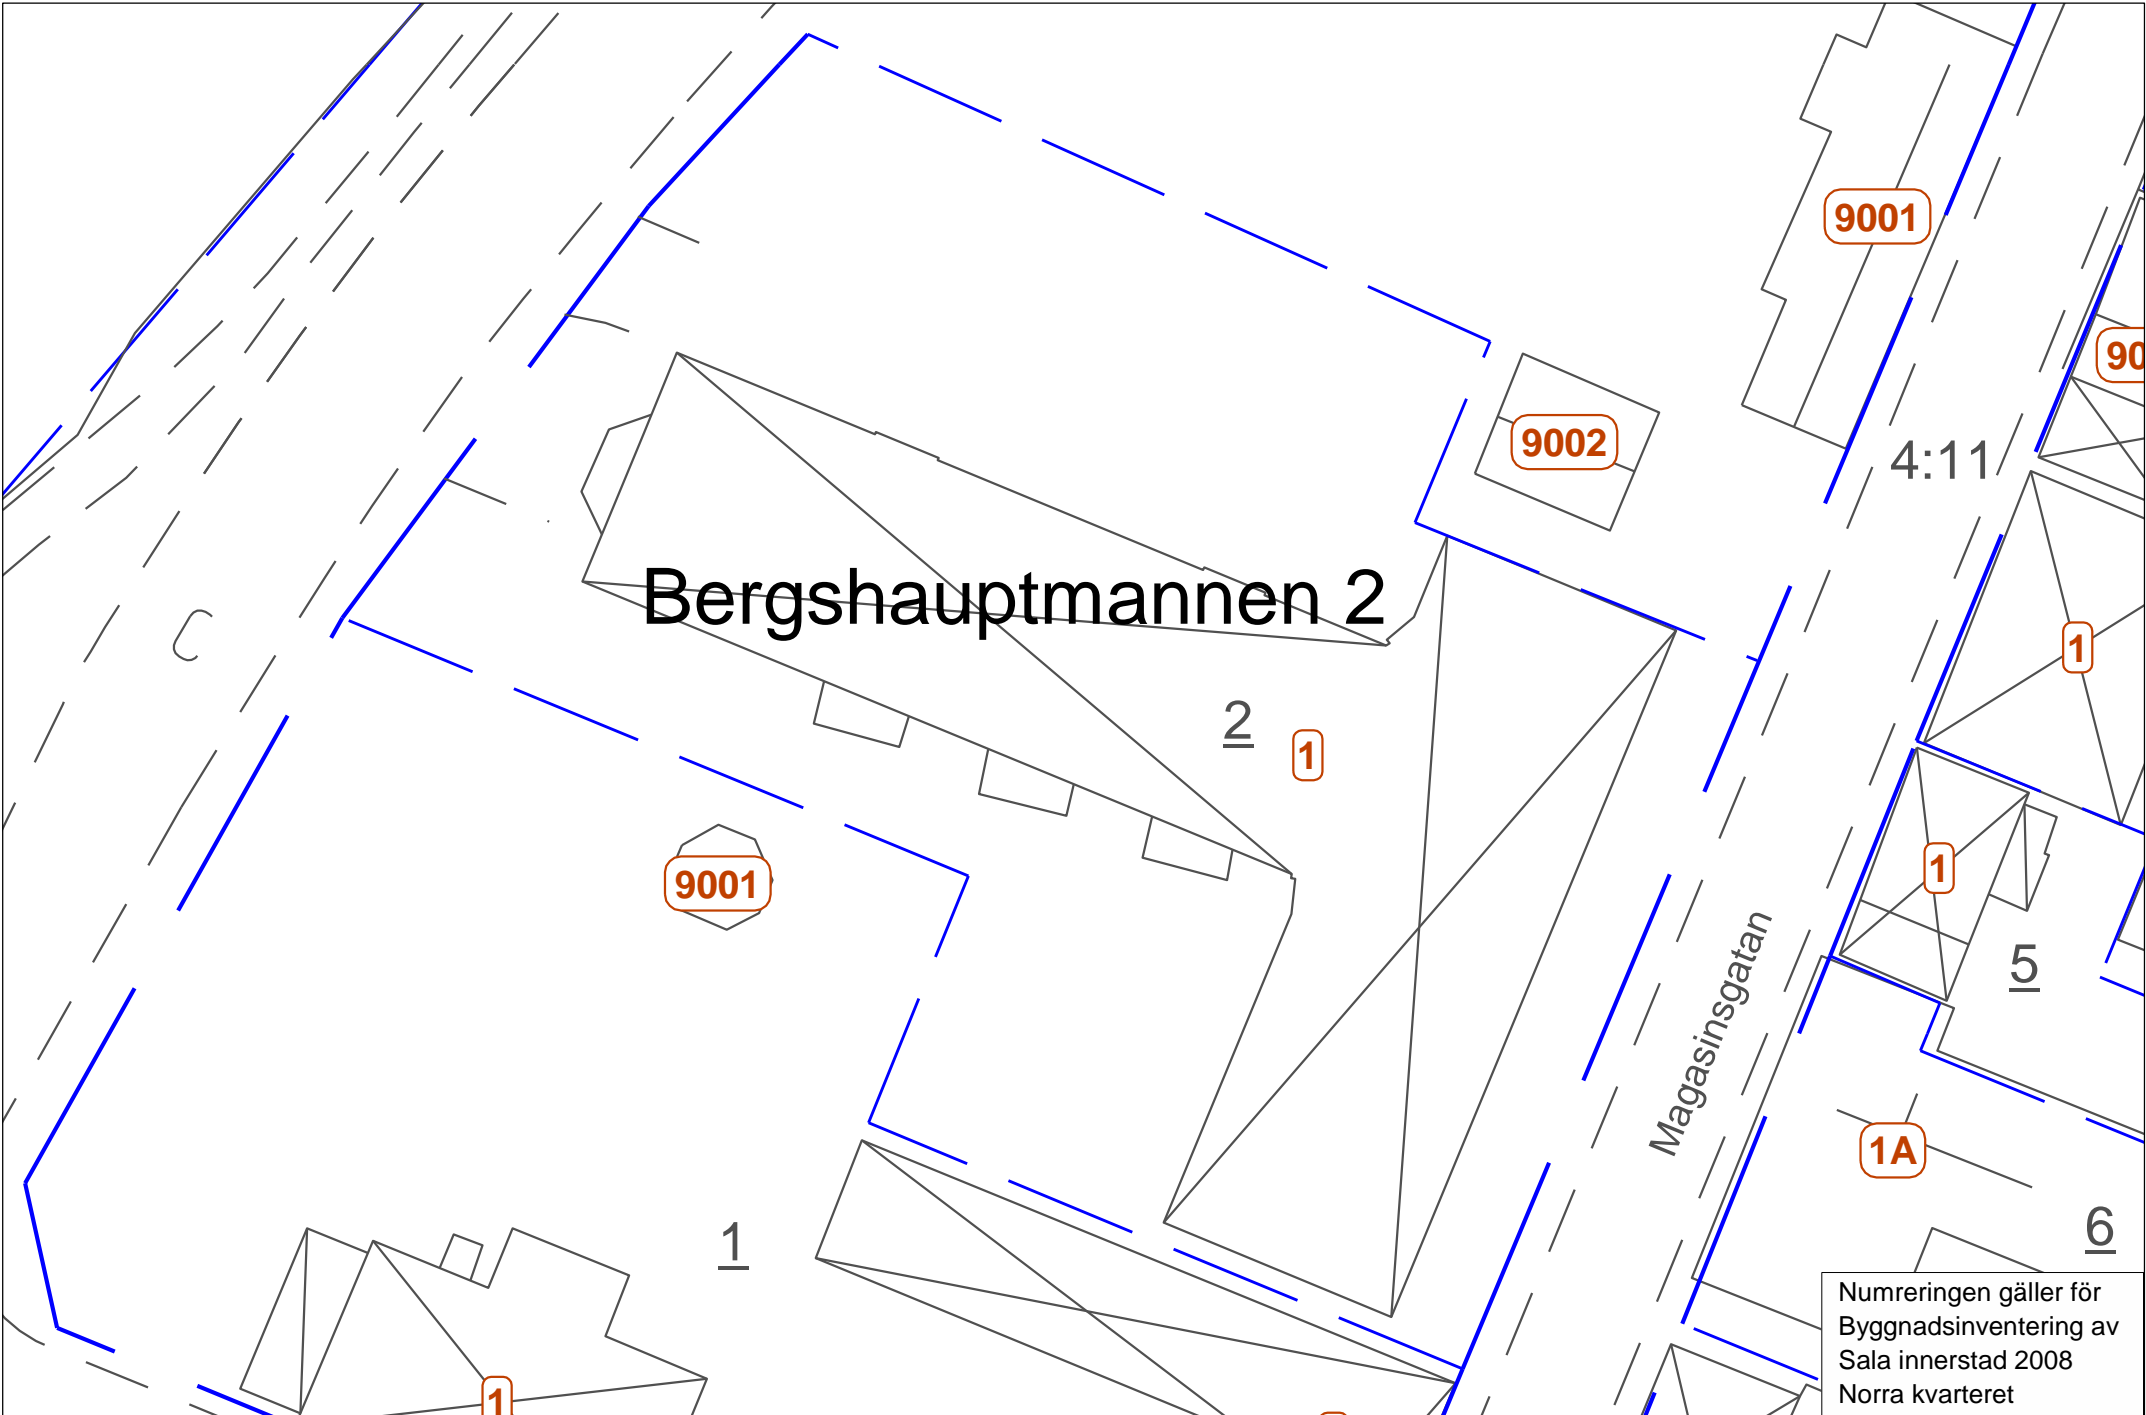 9001
90
9002
4:11
Bergshauptmannen 2
1
2
1
1
9001
5
Magasinsgatan
1A
6
1
1
Numreringen gäller för
Byggnadsinventering av
Sala innerstad 2008
Norra kvarteret